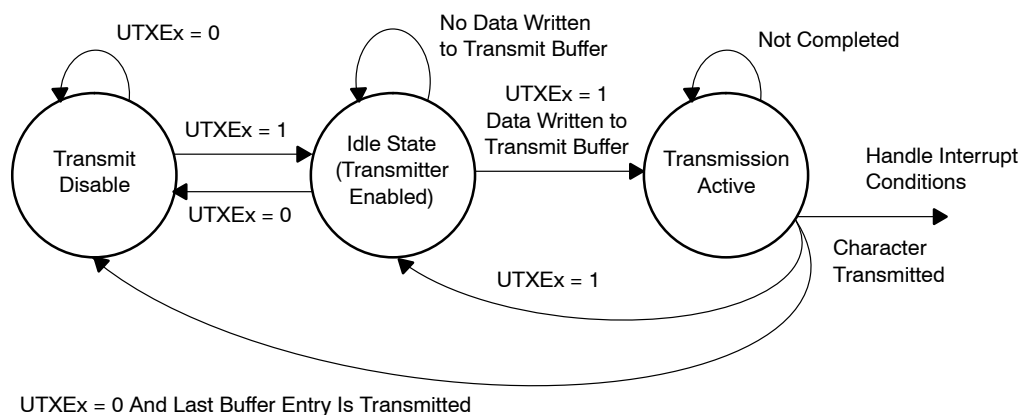 UTXEx = 0
No Data Written
to Transmit Buffer
Not Completed
UTXEx = 1
UTXEx = 1
Data Written to
Transmit Buffer
Transmit
Disable
Idle State
(Transmitter
Enabled)
Transmission
Active
Handle Interrupt
Conditions
UTXEx = 0
Character
Transmitted
UTXEx = 1
UTXEx = 0 And Last Buffer Entry Is Transmitted